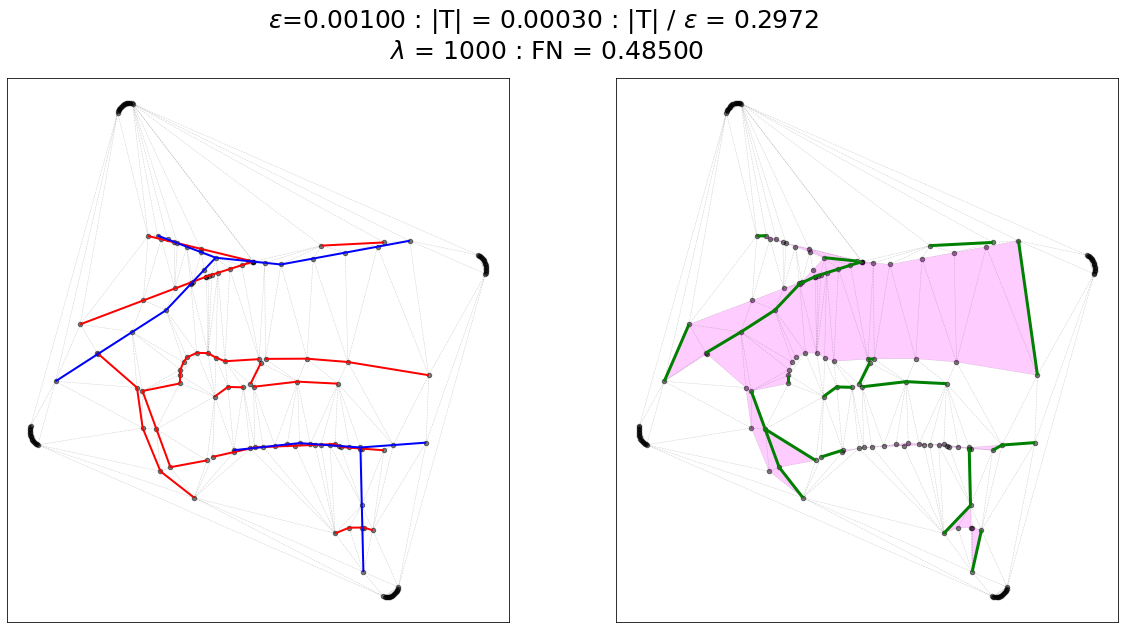 ε=0.00100 : |T| = 0.00030 : |T| / ε = 0.2972
λ = 1000 : FN = 0.48500